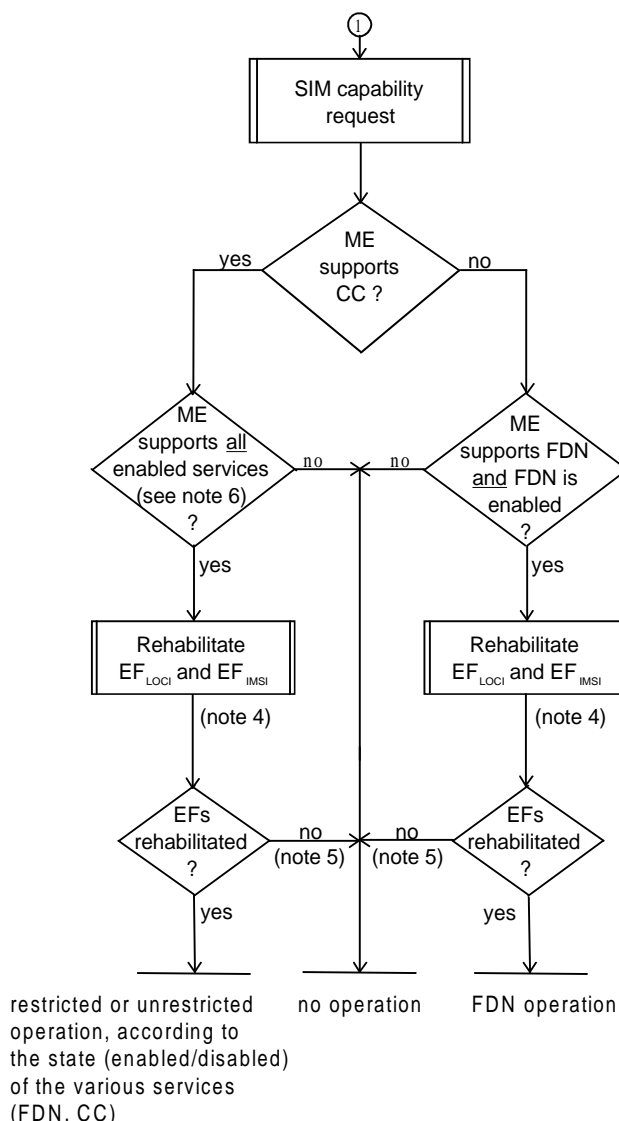 1
SIM capability
request
ME
supports
CC ?
yes
no
ME
supports all
enabled services
(see note 6)
?
no
no
ME
supports FDN
and FDN is
enabled
?
yes
yes
Rehabilitate
EFLOCI and EFIMSI
Rehabilitate
EFLOCI and EFIMSI
(note 4)
(note 4)
EFs
rehabilitated
?
no
(note 5)
no
(note 5)
EFs
rehabilitated
?
yes
yes
restricted or unrestricted
operation, according to
the state (enabled/disabled)
of the various services
(FDN, CC)
no operation
FDN operation